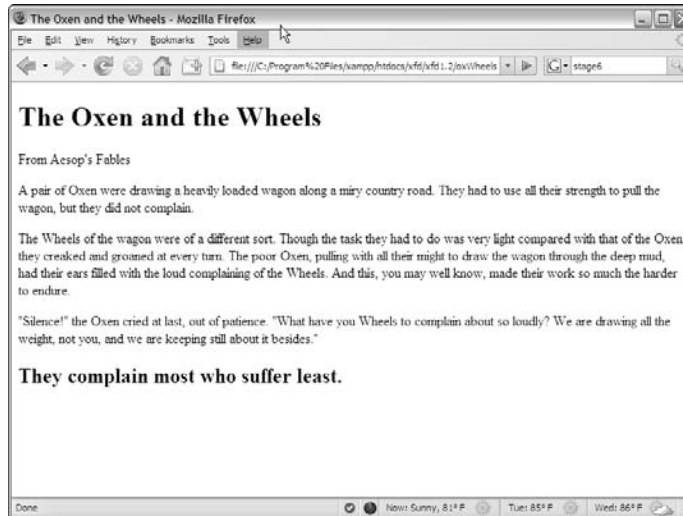 The Oxen and the Wheels - Mozilla Firefox
File Edit View History Bookmarks Tools Help
file:///C:/Program%20Files/xampp/htdocs/xfd/xfd1.2/oxWheels
stage6
The Oxen and the Wheels
From Aesop's Fables
A pair of Oxen were drawing a heavily loaded wagon along a miry country road. They had to use all their strength to pull the
wagon, but they did not complain.
The Wheels of the wagon were of a different sort. Though the task they had to do was very light compared with that of the Oxen
they creaked and groaned at every turn. The poor Oxen, pulling with all their might to draw the wagon through the deep mud,
had their ears filled with the loud complaining of the Wheels. And this, you may well know, made their work so much the harder
to endure.
"Silence!" the Oxen cried at last, out of patience. "What have you Wheels to complain about so loudly? We are drawing all the
weight, not you, and we are keeping still about it besides."
They complain most who suffer least.
Done Now: Sunny, 81° F Tue: 85° F Wed: 86° F